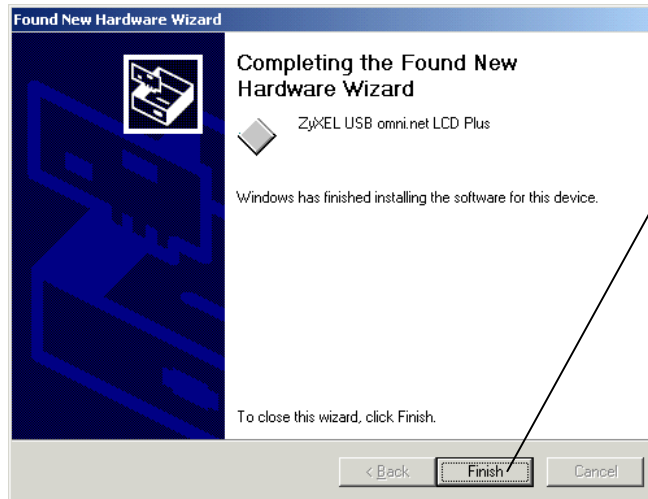 Found New Hardware Wizard
Completing the Found New
Hardware Wizard
ZyXEL USB omni.net LCD Plus
Windows has finished installing the software for this device.
To close this wizard, click Finish.
< Back Finish Cancel